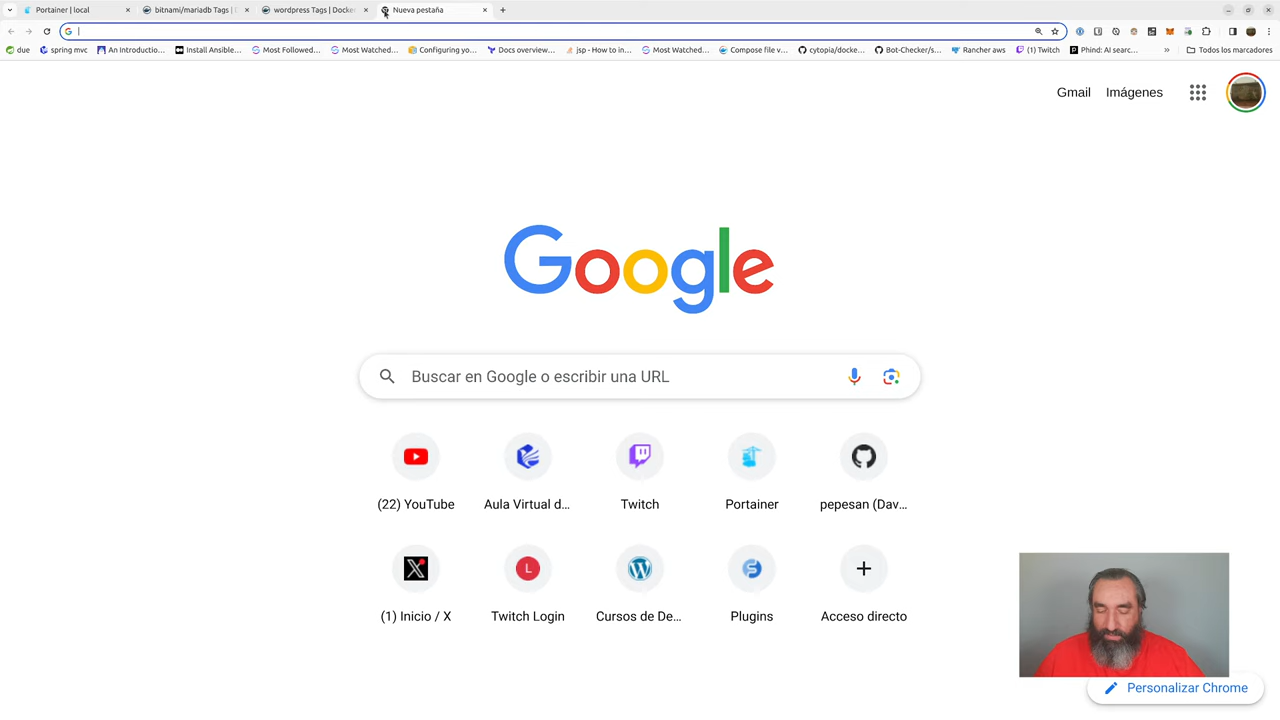 Portainer | local
bitnami/mariadb Tags |
wordpress Tags | Docke
Nueva pestaña
due
spring mvc
An Introductio...
Install Ansible...
Most Followed...
Most Watched...
Configuring yo...
Docs overview...
jsp - How to in...
Most Watched...
Compose file v...
cytopia/docke...
Bot-Checker/s...
Rancher aws
(1) Twitch
Phind: AI searc...
»
Todos los marcadores
Gmail
Imágenes
Google
Buscar en Google o escribir una URL
(22) YouTube
Aula Virtual d...
Twitch
Portainer
pepesan (Dav...
L
(1) Inicio / X
Twitch Login
Cursos de De...
Plugins
Acceso directo
Personalizar Chrome